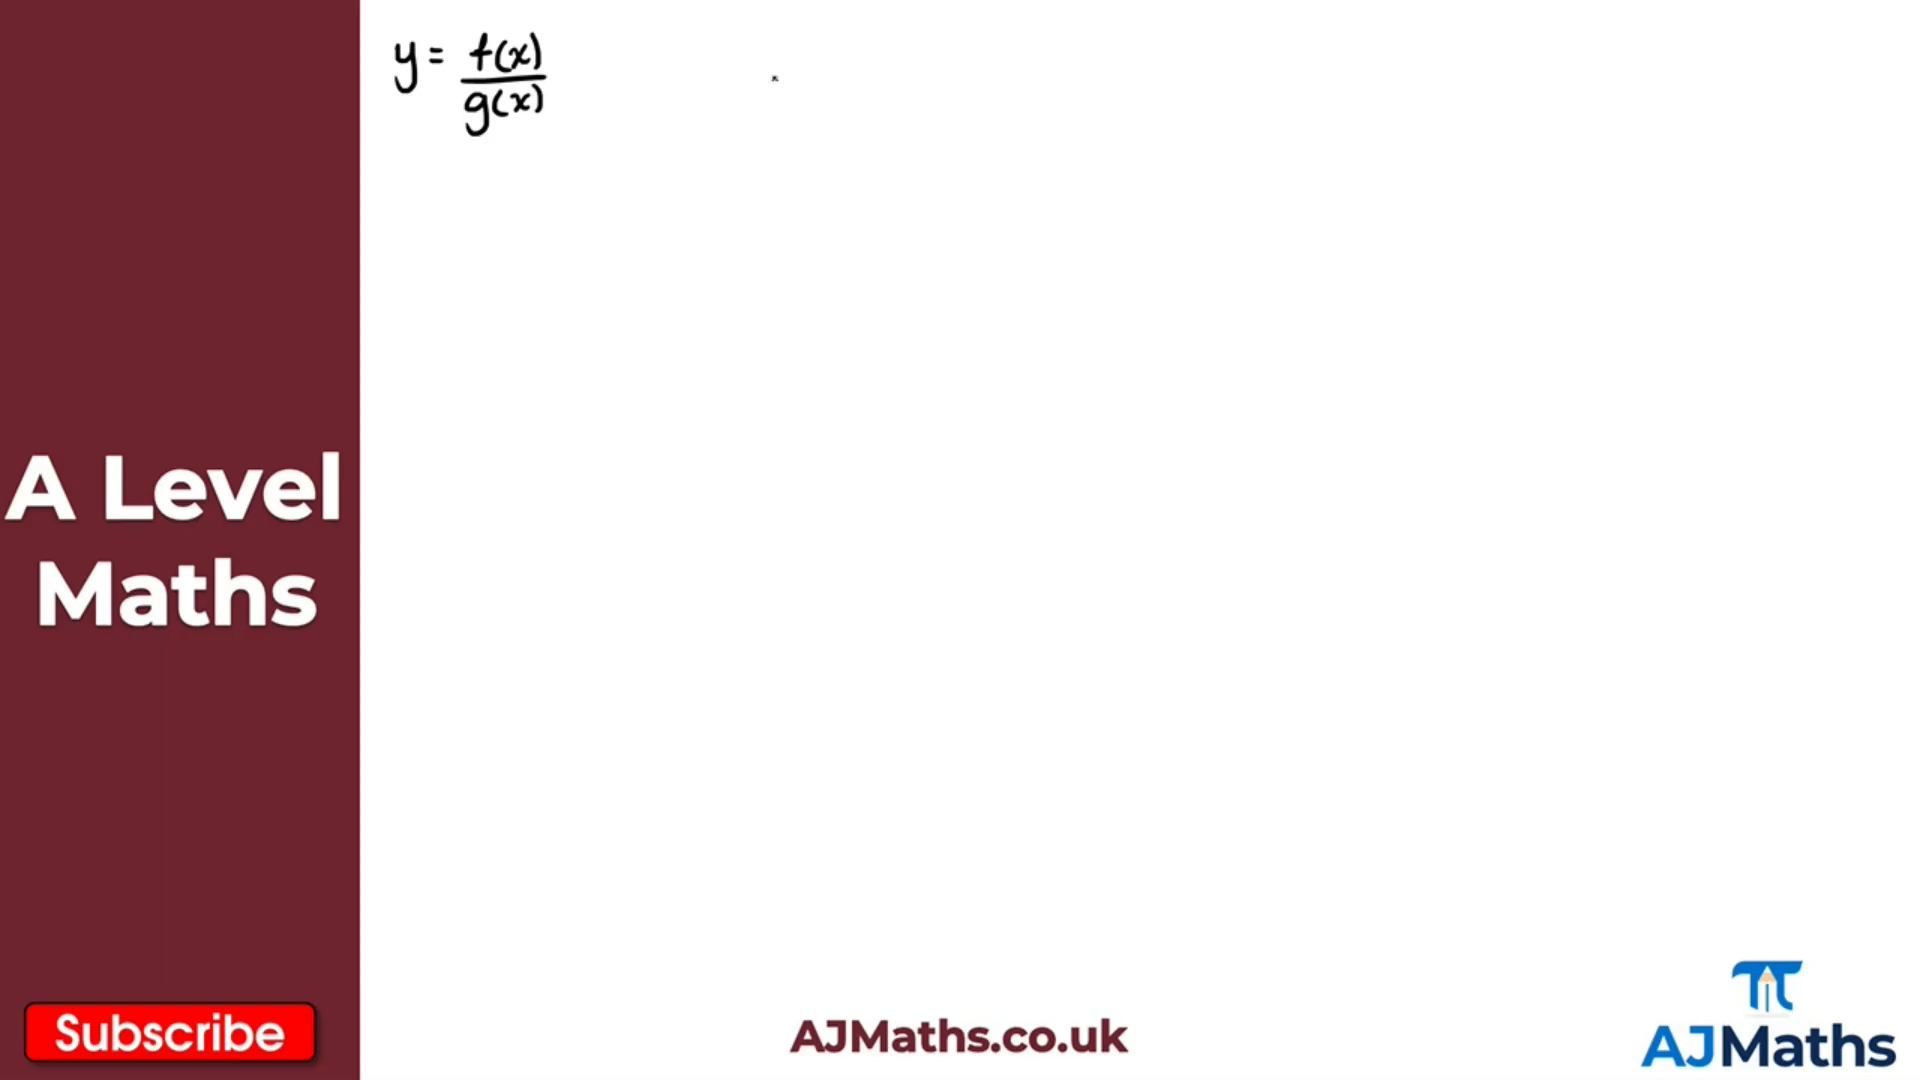 y = f(x)/g(x)
A Level
Maths
Subscribe
AJMaths.co.uk
AJMaths